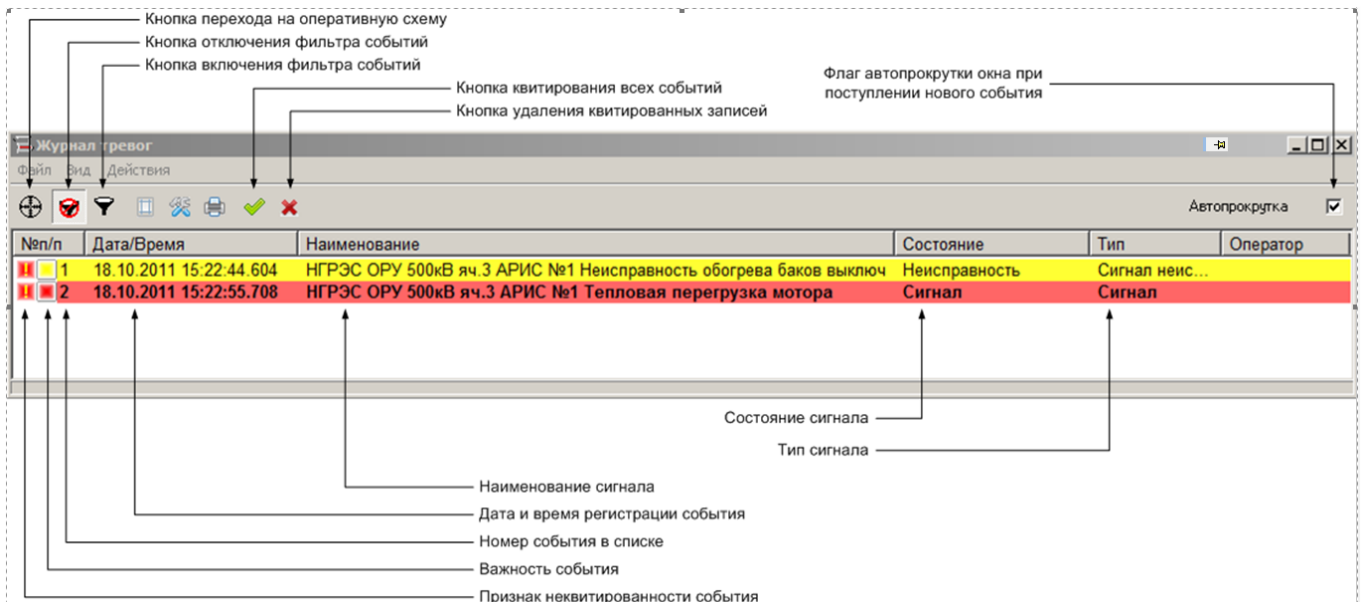 Кнопка перехода на оперативную схему
Кнопка отключения фильтра событий
Кнопка включения фильтра событий
Кнопка квитирования всех событий
Кнопка удаления квитированных записей
Флаг автопрокрутки окна при
поступлении нового события
Журнал тревог
Файл Вид Действия
Автопрокрутка
№п/п Дата/Время Наименование Состояние Тип Оператор
1 18.10.2011 15:22:44.604 НГРЭС ОРУ 500кВ яч.3 АРИС №1 Неисправность обогрева баков выключ Неисправность Сигнал неис...
2 18.10.2011 15:22:55.708 НГРЭС ОРУ 500кВ яч.3 АРИС №1 Тепловая перегрузка мотора Сигнал Сигнал
Состояние сигнала
Тип сигнала
Наименование сигнала
Дата и время регистрации события
Номер события в списке
Важность события
Признак неквитированности события